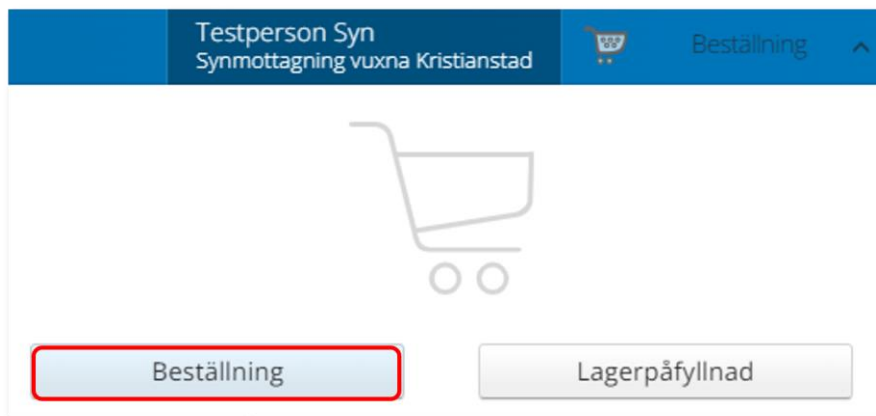 Testperson Syn
Synmottagning vuxna Kristianstad
Beställning
Beställning
Lagerpåfyllnad